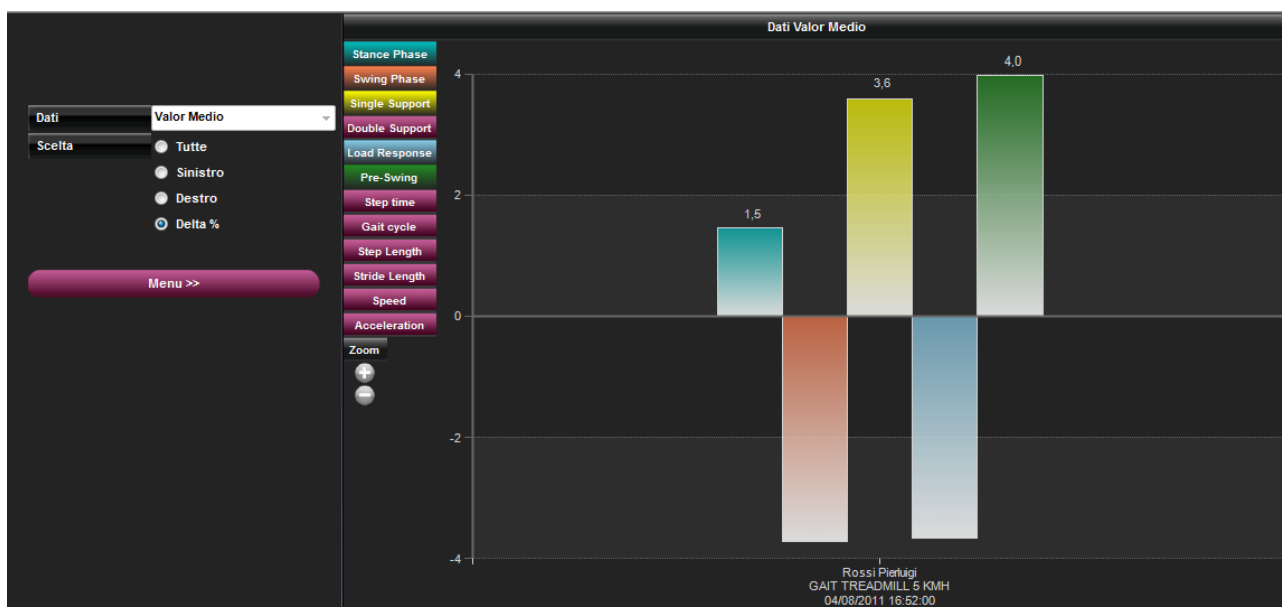 Dati Valor Medio
Dati
Valor Medio
Scelta
Tutte
Sinistro
Destro
Delta %
Menu >>
Stance Phase
Swing Phase
Single Support
Double Support
Load Response
Pre-Swing
Step time
Gait cycle
Step Length
Stride Length
Speed
Acceleration
Zoom
4
2
0
-2
-4
1,5
3,6
4,0
Rossi Pierluigi
GAIT TREADMILL 5 KMH
04/08/2011 16:52:00